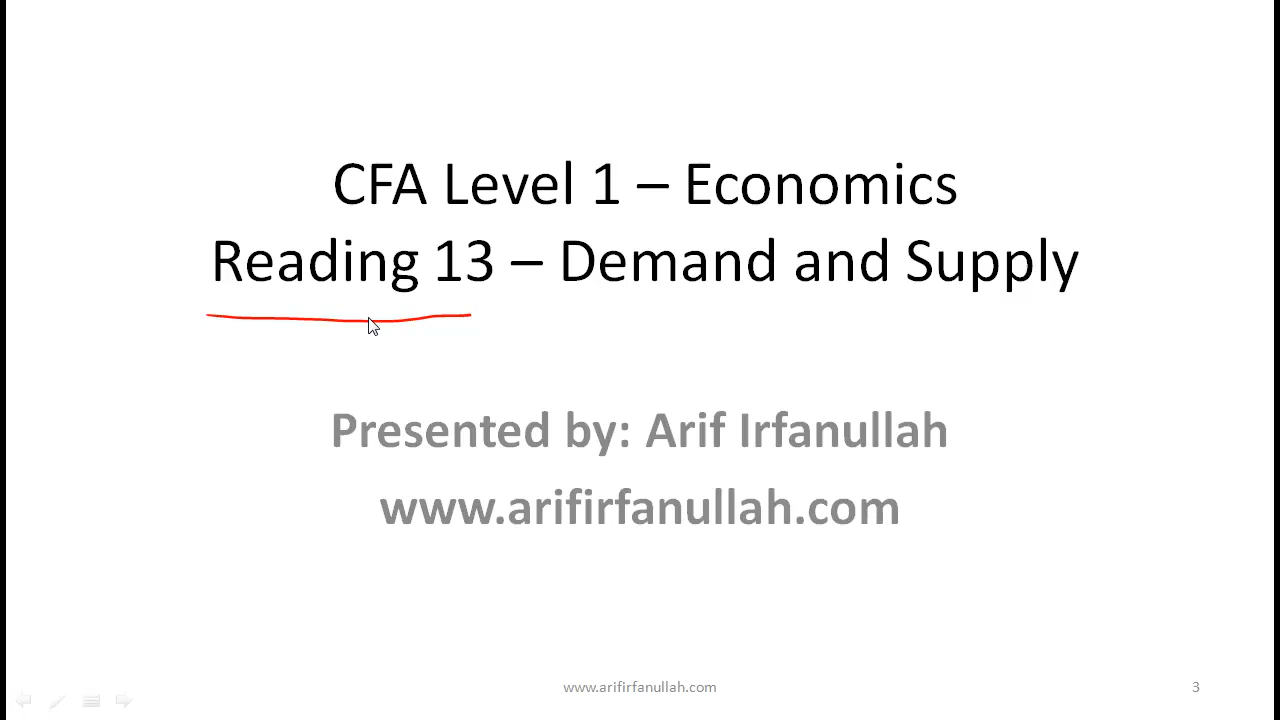 CFA Level 1 – Economics
Reading 13 – Demand and Supply
Presented by: Arif Irfanullah
www.arifirfanullah.com
www.arifirfanullah.com
3